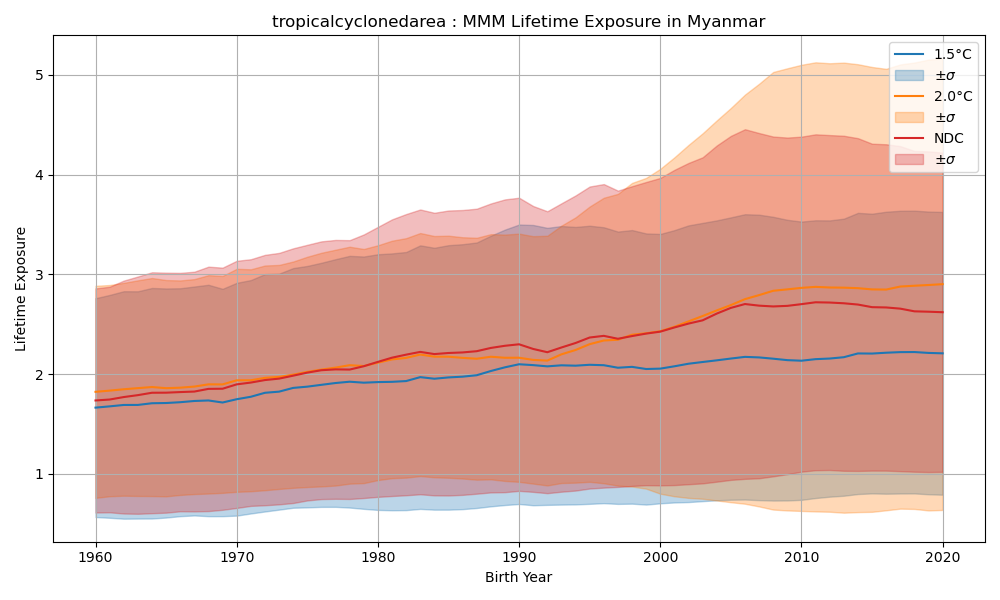 tropicalcyclonedarea : MMM Lifetime Exposure in Myanmar
1.5°C
±σ
2.0°C
±σ
NDC
±σ
Lifetime Exposure
5
4
3
2
1
1960 1970 1980 1990 2000 2010 2020
Birth Year